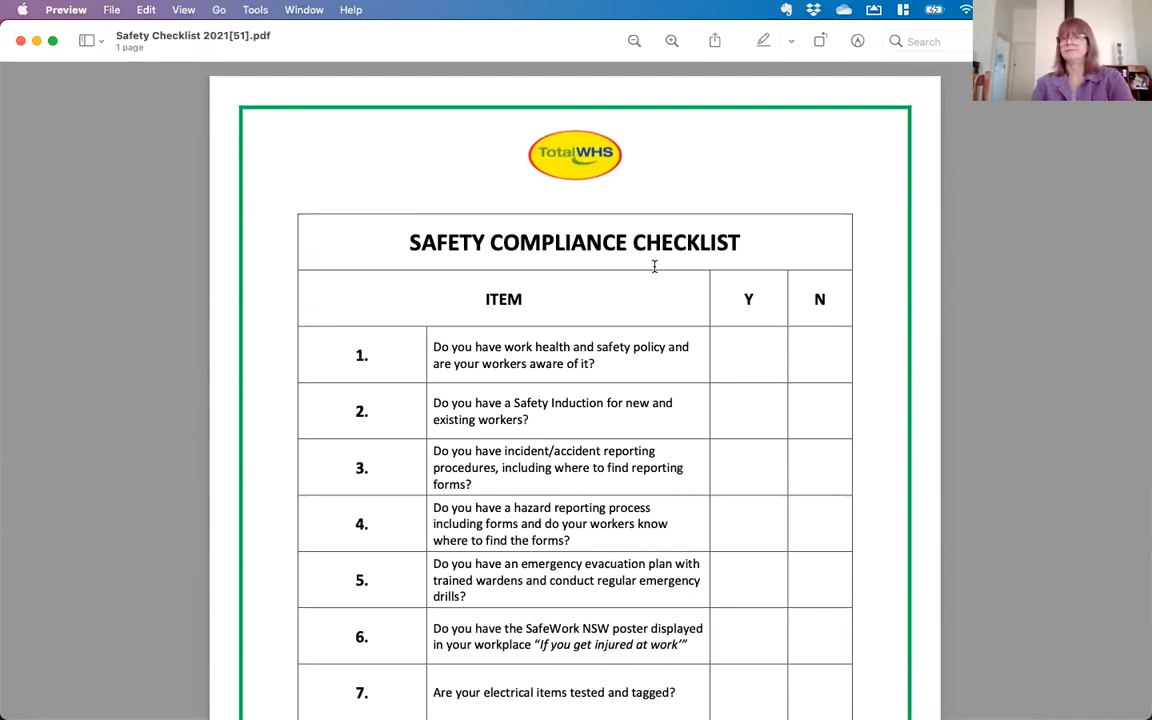 Preview File Edit View Go Tools Window Help
Safety Checklist 2021[51].pdf
1 page
Search
TotalWHS
SAFETY COMPLIANCE CHECKLIST
ITEM Y N
1. Do you have work health and safety policy and
are your workers aware of it?
2. Do you have a Safety Induction for new and
existing workers?
3. Do you have incident/accident reporting
procedures, including where to find reporting
forms?
4. Do you have a hazard reporting process
including forms and do your workers know
where to find the forms?
5. Do you have an emergency evacuation plan with
trained wardens and conduct regular emergency
drills?
6. Do you have the SafeWork NSW poster displayed
in your workplace “If you get injured at work’”
7. Are your electrical items tested and tagged?